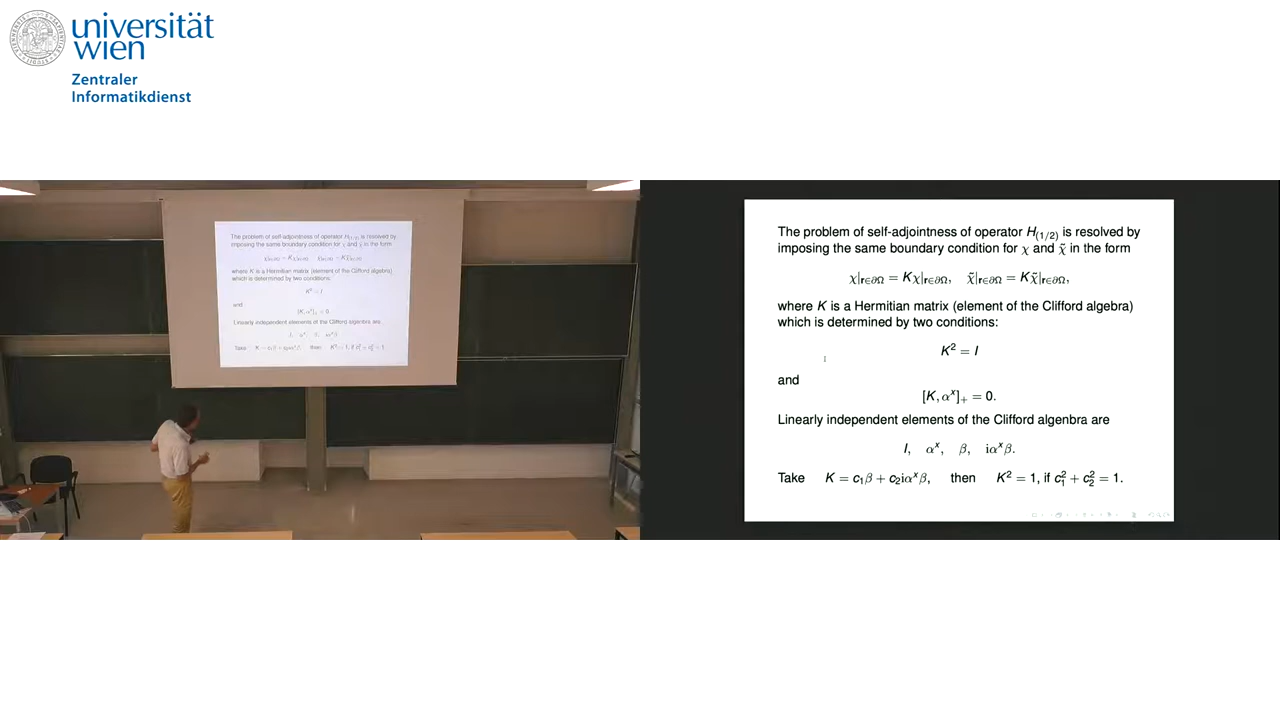 universität
wien
Zentraler
Informatikdienst
The problem of self-adjointness of operator H_(1/2) is resolved by
imposing the same boundary condition for χ and χ̃ in the form
χ|_{r∈∂Ω} = Kχ|_{r∈∂Ω}, χ̃|_{r∈∂Ω} = Kχ̃|_{r∈∂Ω},
where K is a Hermitian matrix (element of the Clifford algebra)
which is determined by two conditions:
K² = I
and
[K, α^x]_+ = 0.
Linearly independent elements of the Clifford algenbra are
I, α^x, β, iα^xβ.
Take K = c₁β + c₂iα^xβ, then K² = 1, if c₁² + c₂² = 1.